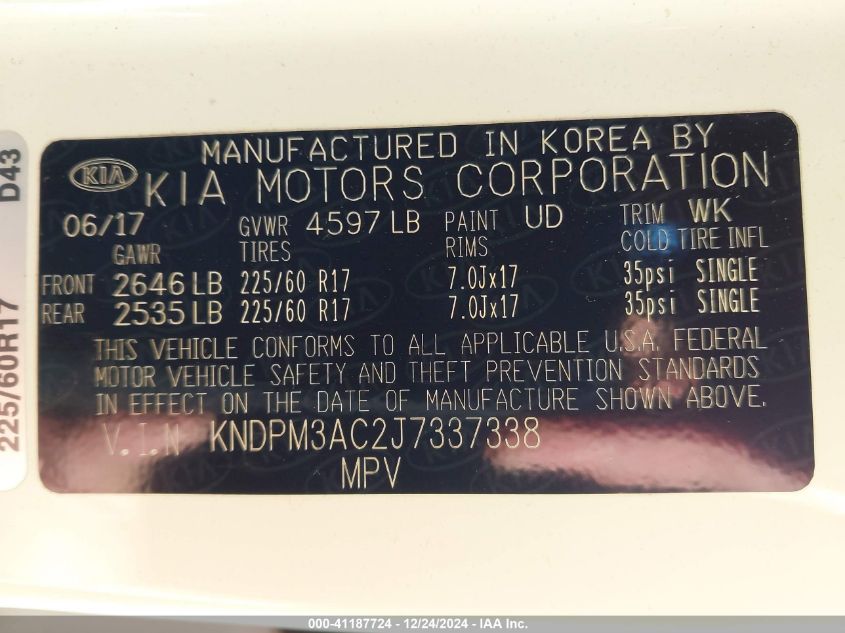 MANUFACTURED IN KOREA BY
KIA KIA MOTORS CORPORATION
06/17 GVWR 4597 LB PAINT UD TRIM WK
GAWR TIRES RIMS COLD TIRE INFL
FRONT 2646 LB 225/60 R17 7.0Jx17 35psi SINGLE
REAR 2535 LB 225/60 R17 7.0Jx17 35psi SINGLE
THIS VEHICLE CONFORMS TO ALL APPLICABLE U.S.A. FEDERAL
MOTOR VEHICLE SAFETY AND THEFT PREVENTION STANDARDS
IN EFFECT ON THE DATE OF MANUFACTURE SHOWN ABOVE.
V.I.N KNDPM3AC2J7337338
MPV
225/60R17 D43
000-41187724 - 12/24/2024 - IAA Inc.